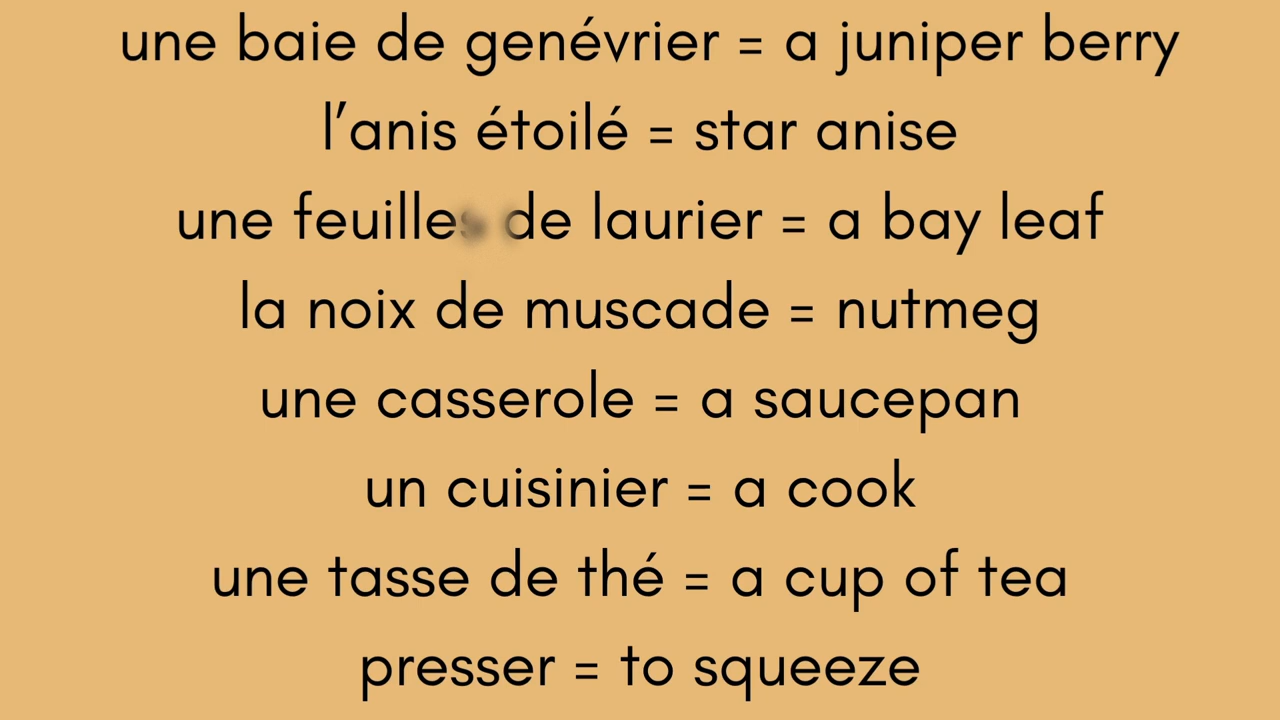 une baie de genévrier = a juniper berry
l’anis étoilé = star anise
une feuilles de laurier = a bay leaf
la noix de muscade = nutmeg
une casserole = a saucepan
un cuisinier = a cook
une tasse de thé = a cup of tea
presser = to squeeze